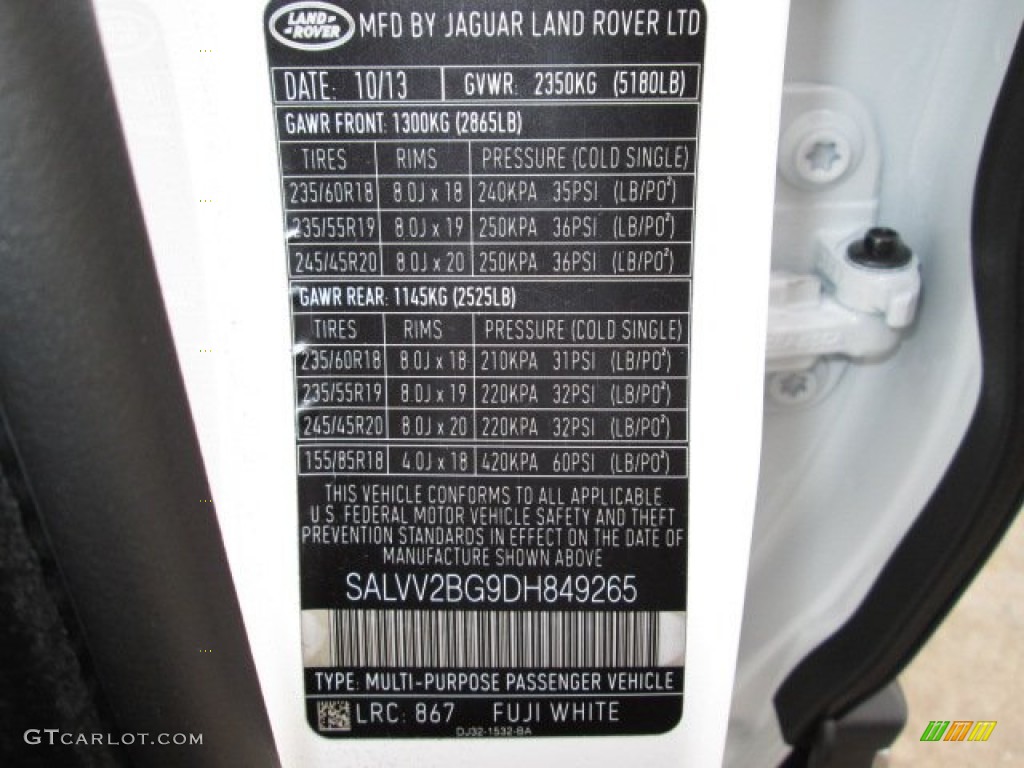 LAND ROVER MFD BY JAGUAR LAND ROVER LTD
DATE: 10/13 GVWR: 2350KG (5180LB)
GAWR FRONT: 1300KG (2865LB)
TIRES RIMS PRESSURE (COLD SINGLE)
235/60R18 8.0J x 18 240KPA 35PSI (LB/PO²)
235/55R19 8.0J x 19 250KPA 36PSI (LB/PO²)
245/45R20 8.0J x 20 250KPA 36PSI (LB/PO²)
GAWR REAR: 1145KG (2525LB)
TIRES RIMS PRESSURE (COLD SINGLE)
235/60R18 8.0J x 18 210KPA 31PSI (LB/PO²)
235/55R19 8.0J x 19 220KPA 32PSI (LB/PO²)
245/45R20 8.0J x 20 220KPA 32PSI (LB/PO²)
155/85R18 4.0J x 18 420KPA 60PSI (LB/PO²)
THIS VEHICLE CONFORMS TO ALL APPLICABLE
U.S. FEDERAL MOTOR VEHICLE SAFETY AND THEFT
PREVENTION STANDARDS IN EFFECT ON THE DATE OF
MANUFACTURE SHOWN ABOVE
SALVV2BG9DH849265
TYPE: MULTI-PURPOSE PASSENGER VEHICLE
LRC: 867 FUJI WHITE
DJ32-1532-BA
GTCARLOT.COM